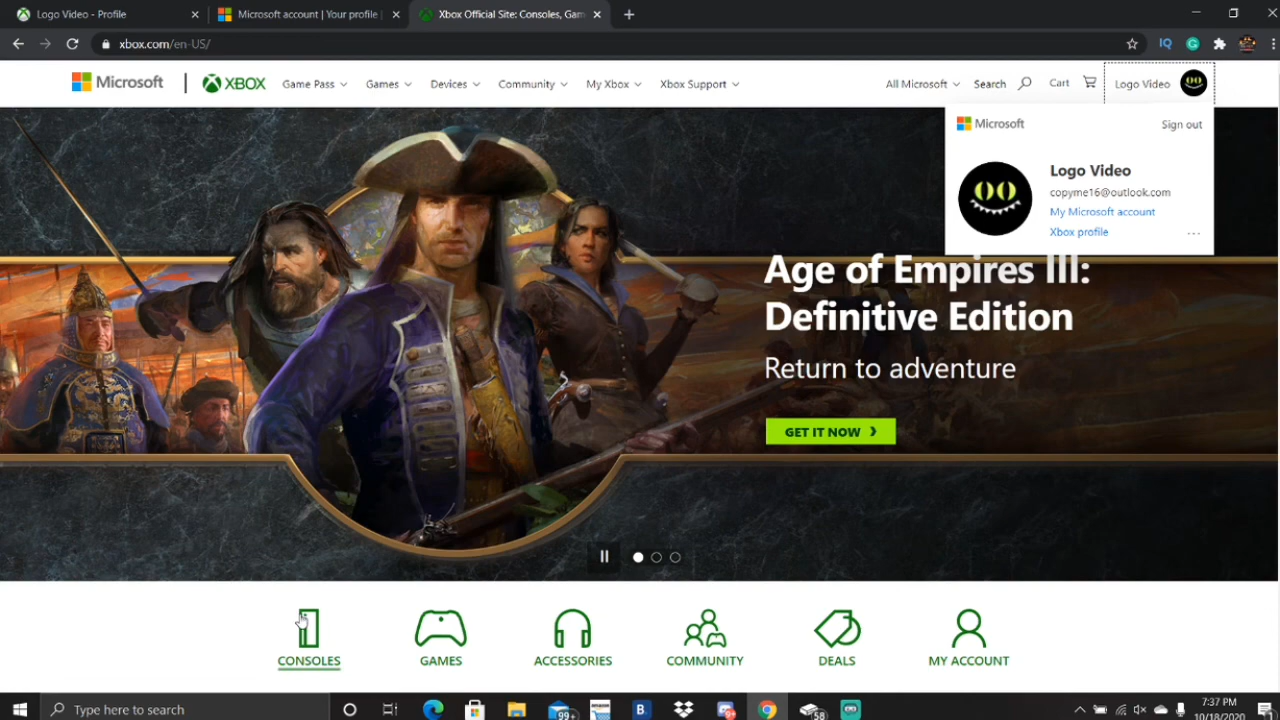 Logo Video - Profile
Microsoft account | Your profile |
Xbox Official Site: Consoles, Gam
xbox.com/en-US/
IQ
Microsoft
XBOX
Game Pass
Games
Devices
Community
My Xbox
Xbox Support
All Microsoft
Search
Cart
Logo Video
Microsoft
Sign out
Logo Video
copyme16@outlook.com
My Microsoft account
Xbox profile
Age of Empires III:
Definitive Edition
Return to adventure
GET IT NOW
CONSOLES
GAMES
ACCESSORIES
COMMUNITY
DEALS
MY ACCOUNT
Type here to search
99+
B.
58
7:37 PM
10/18/2020